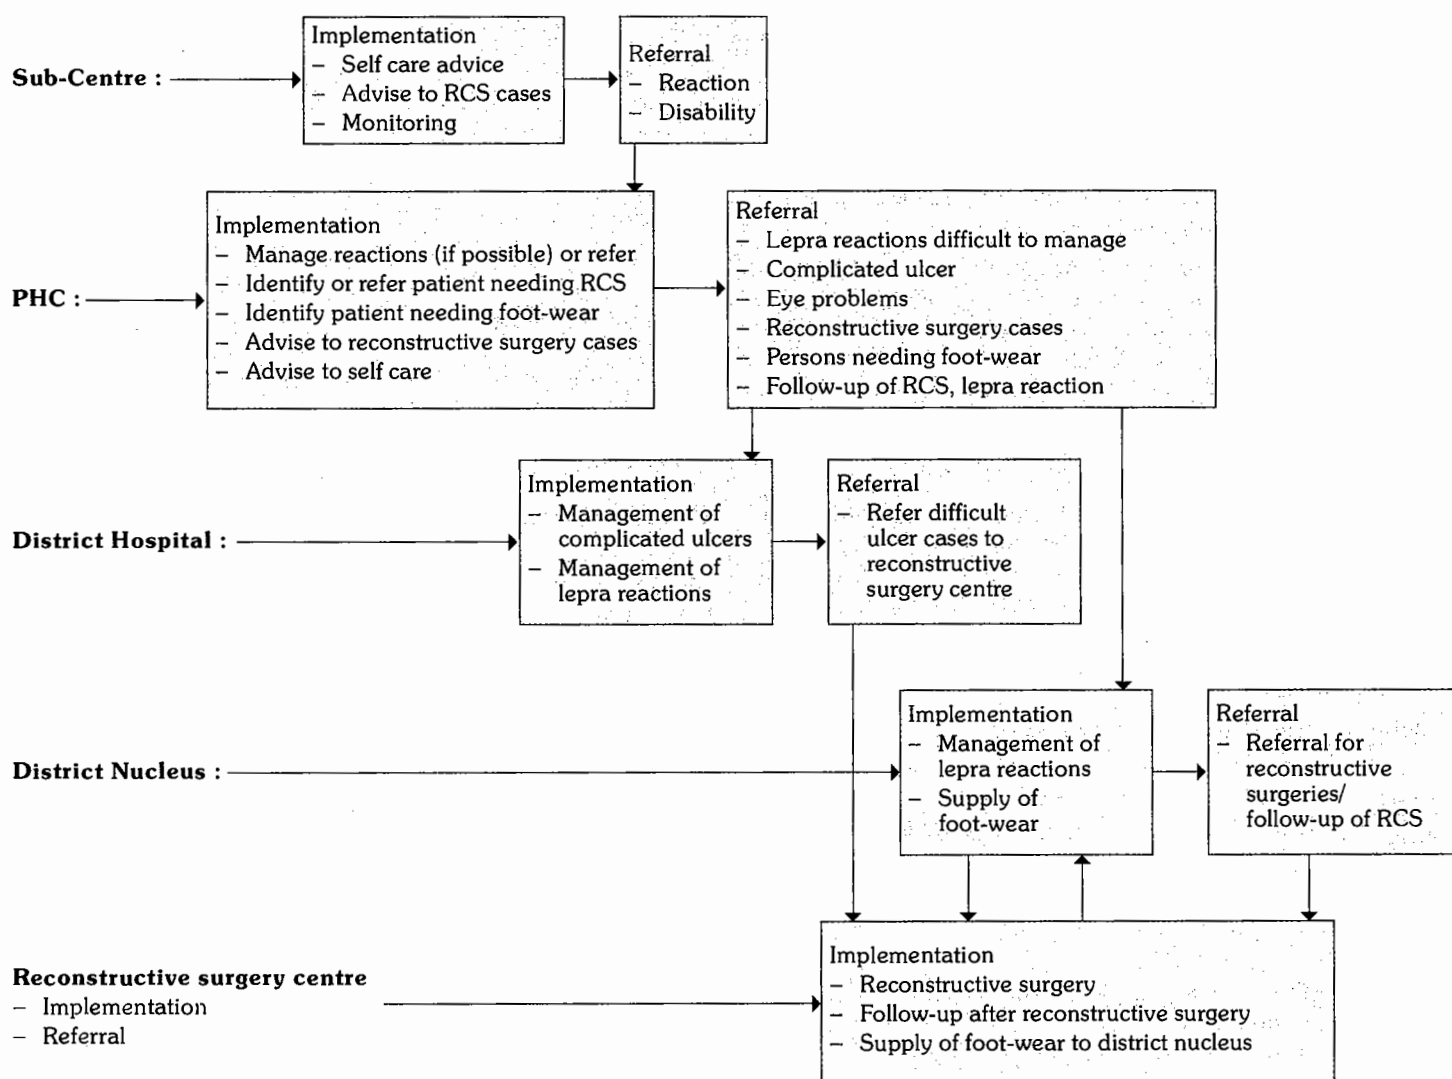 Sub-Centre :
Implementation
– Self care advice
– Advise to RCS cases
– Monitoring
Referral
– Reaction
– Disability
PHC :
Implementation
– Manage reactions (if possible) or refer
– Identify or refer patient needing RCS
– Identify patient needing foot-wear
– Advise to reconstructive surgery cases
– Advise to self care
Referral
– Lepra reactions difficult to manage
– Complicated ulcer
– Eye problems
– Reconstructive surgery cases
– Persons needing foot-wear
– Follow-up of RCS, lepra reaction
District Hospital :
Implementation
– Management of
complicated ulcers
– Management of
lepra reactions
Referral
– Refer difficult
ulcer cases to
reconstructive
surgery centre
District Nucleus :
Implementation
– Management of
lepra reactions
– Supply of
foot-wear
Referral
– Referral for
reconstructive
surgeries/
follow-up of RCS
Reconstructive surgery centre
– Implementation
– Referral
Implementation
– Reconstructive surgery
– Follow-up after reconstructive surgery
– Supply of foot-wear to district nucleus